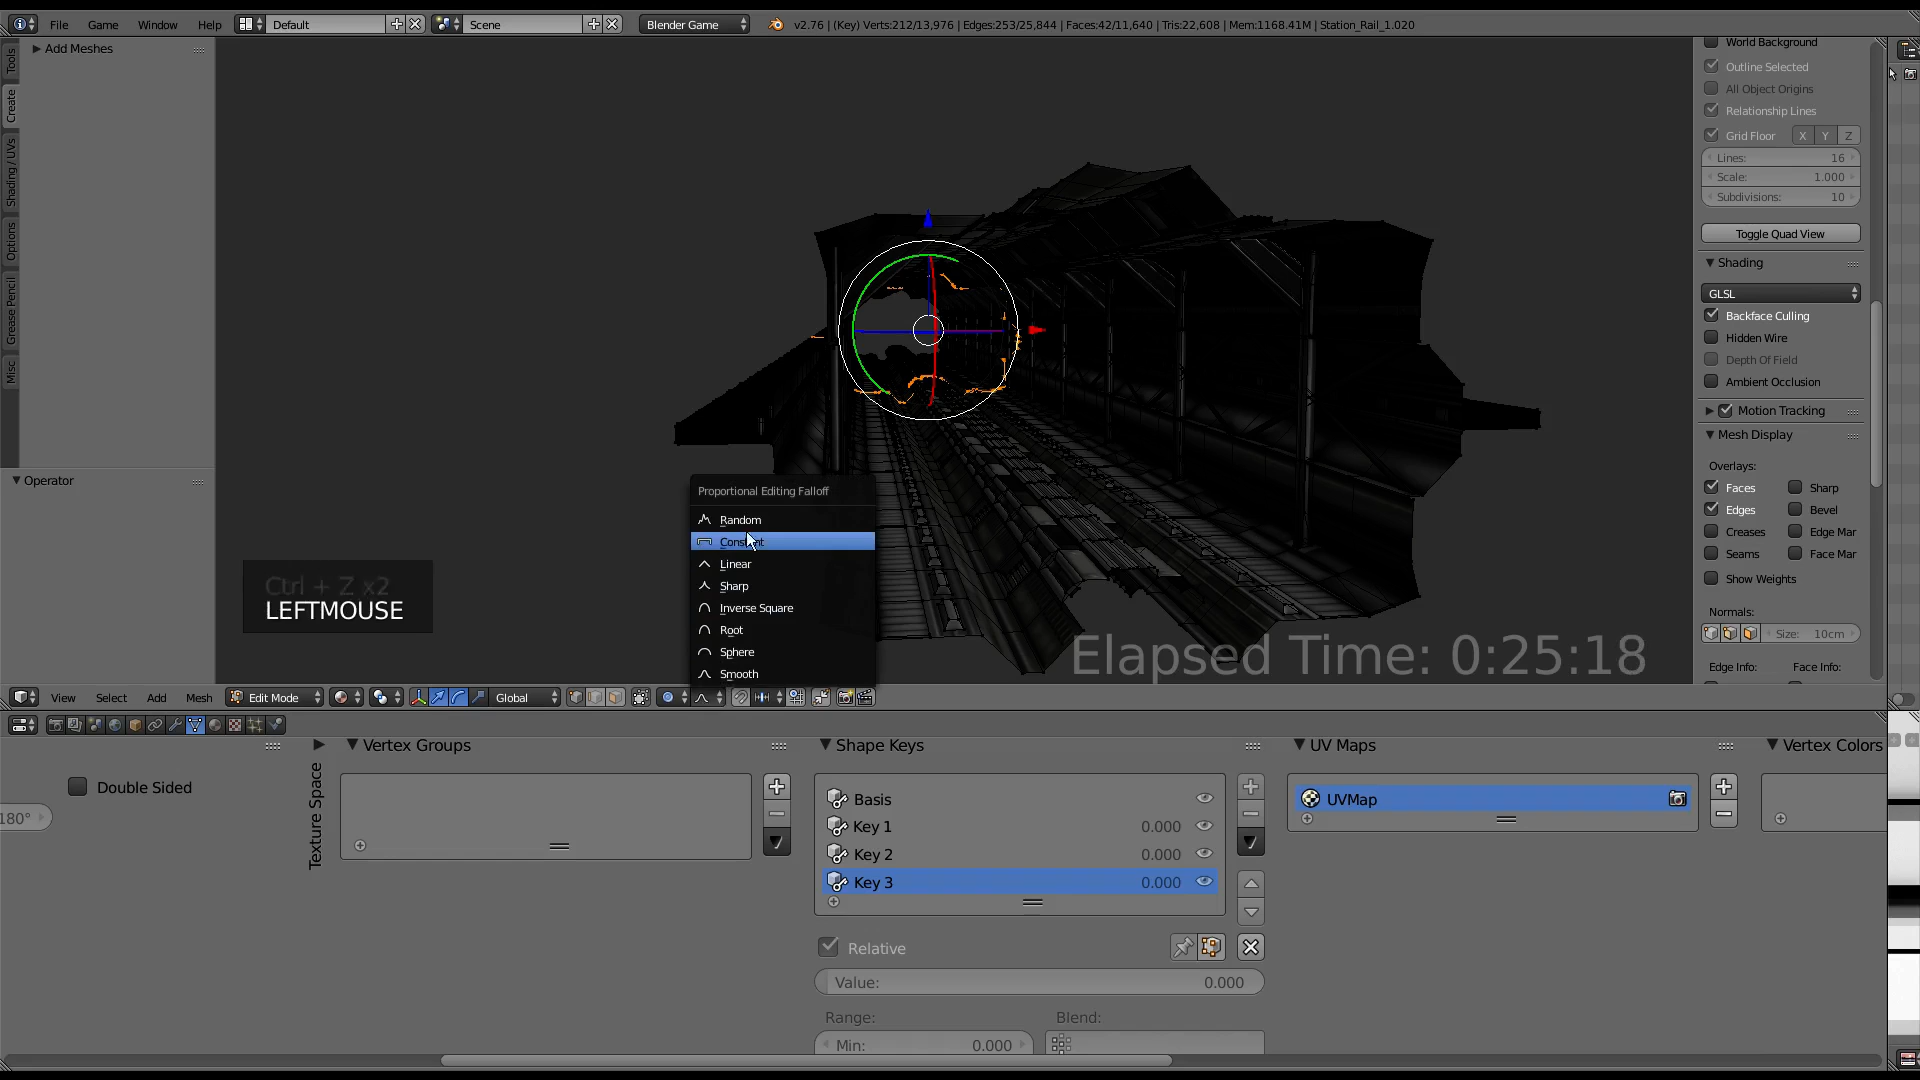 File Game Window Help Default Scene Blender Game v2.76 | (Key) Verts:212/13,976 | Edges:253/25,844 | Faces:42/11,640 | Tris:22,608 | Mem:1168.41M | Station_Rail_1.020
Add Meshes
Tools
Create
Shading / UVs
Options
Grease Pencil
Misc
Operator
World Background
Outline Selected
All Object Origins
Relationship Lines
Grid Floor X Y Z
Lines: 16
Scale: 1.000
Subdivisions: 10
Toggle Quad View
Shading
GLSL
Backface Culling
Hidden Wire
Depth Of Field
Ambient Occlusion
Motion Tracking
Mesh Display
Overlays:
Faces Sharp
Edges Bevel
Creases Edge Mar
Seams Face Mar
Show Weights
Normals:
Size: 10cm
Edge Info: Face Info:
Proportional Editing Falloff
Random
Constant
Linear
Sharp
Inverse Square
Root
Sphere
Smooth
Ctrl + Z x2
LEFTMOUSE
Elapsed Time: 0:25:18
View Select Add Mesh Edit Mode Global
Double Sided
180°
Texture Space
Vertex Groups
Shape Keys
Basis
Key 1 0.000
Key 2 0.000
Key 3 0.000
Relative
Value: 0.000
Range: Blend:
Min: 0.000
UV Maps
UVMap
Vertex Colors